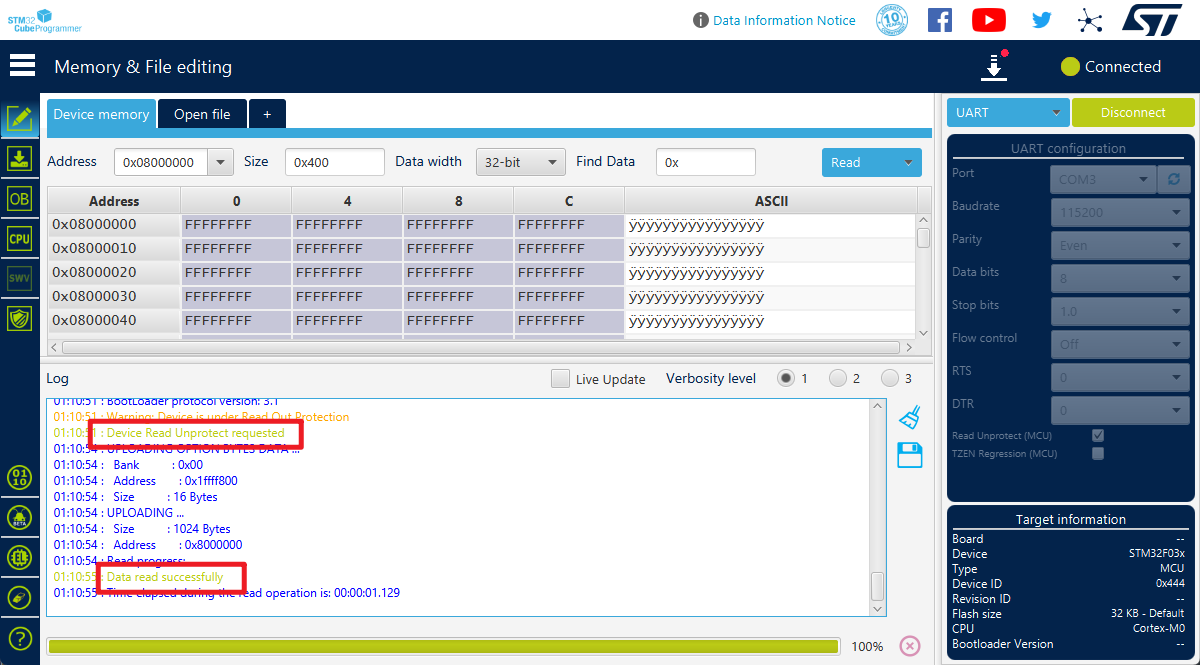 STM32
CubeProgrammer
Data Information Notice
10
YEARS
Memory & File editing
Connected
Device memory
Open file
+
UART
Disconnect
Address
0x08000000
Size
0x400
Data width
32-bit
Find Data
0x
Read
Address 0 4 8 C ASCII
0x08000000 FFFFFFFF FFFFFFFF FFFFFFFF FFFFFFFF ÿÿÿÿÿÿÿÿÿÿÿÿÿÿÿÿ
0x08000010 FFFFFFFF FFFFFFFF FFFFFFFF FFFFFFFF ÿÿÿÿÿÿÿÿÿÿÿÿÿÿÿÿ
0x08000020 FFFFFFFF FFFFFFFF FFFFFFFF FFFFFFFF ÿÿÿÿÿÿÿÿÿÿÿÿÿÿÿÿ
0x08000030 FFFFFFFF FFFFFFFF FFFFFFFF FFFFFFFF ÿÿÿÿÿÿÿÿÿÿÿÿÿÿÿÿ
0x08000040 FFFFFFFF FFFFFFFF FFFFFFFF FFFFFFFF ÿÿÿÿÿÿÿÿÿÿÿÿÿÿÿÿ
OB
CPU
SWV
01
10
BETA
EL
?
Log
Live Update
Verbosity level
1
2
3
01:10:51 : BootLoader protocol version: 3.1
01:10:51 : Warning: Device is under Read Out Protection
01:10:51 : Device Read Unprotect requested
01:10:54 : UPLOADING OPTION BYTES DATA ...
01:10:54 : Bank : 0x00
01:10:54 : Address : 0x1ffff800
01:10:54 : Size : 16 Bytes
01:10:54 : UPLOADING ...
01:10:54 : Size : 1024 Bytes
01:10:54 : Address : 0x8000000
01:10:54 : Read progress:
01:10:55 : Data read successfully
01:10:55 : Time elapsed during the read operation is: 00:00:01.129
100%
UART configuration
Port COM3
Baudrate 115200
Parity Even
Data bits 8
Stop bits 1.0
Flow control Off
RTS 0
DTR 0
Read Unprotect (MCU)
TZEN Regression (MCU)
Target information
Board --
Device STM32F03x
Type MCU
Device ID 0x444
Revision ID --
Flash size 32 KB - Default
CPU Cortex-M0
Bootloader Version --